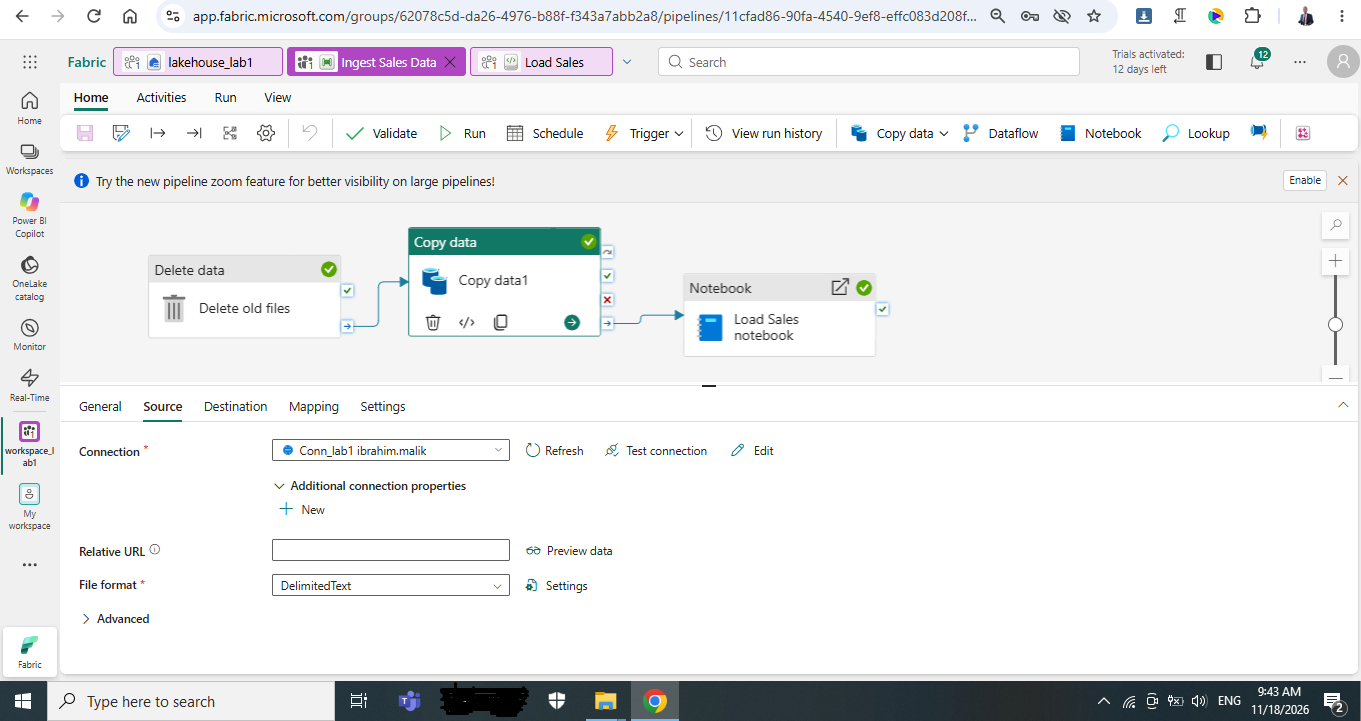 app.fabric.microsoft.com/groups/62078c5d-da26-4976-b88f-f343a7abb2a8/pipelines/11cfad86-90fa-4540-9ef8-effc083d208f...
Fabric lakehouse_lab1 Ingest Sales Data Load Sales Search Trials activated: 12 days left 12
Home Activities Run View
Validate Run Schedule Trigger View run history Copy data Dataflow Notebook Lookup
Try the new pipeline zoom feature for better visibility on large pipelines! Enable
Home
Workspaces
Power BI
Copilot
OneLake
catalog
Monitor
Real-Time
workspace_l
ab1
My
workspace
Fabric
Delete data
Delete old files
Copy data
Copy data1
Notebook
Load Sales
notebook
General Source Destination Mapping Settings
Connection * Conn_lab1 ibrahim.malik Refresh Test connection Edit
Additional connection properties
New
Relative URL Preview data
File format * DelimitedText Settings
Advanced
Type here to search ENG 9:43 AM
11/18/2026 2